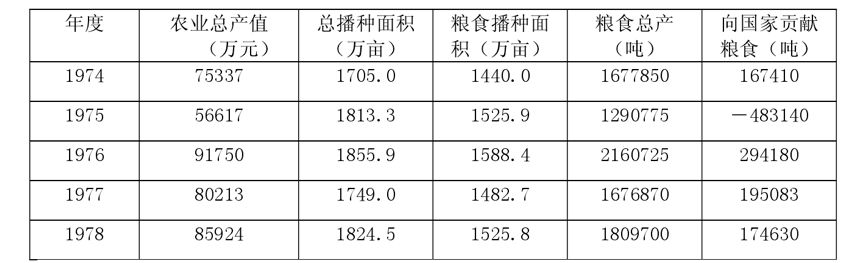 年度 农业总产值（万元） 总播种面积（万亩） 粮食播种面积（万亩） 粮食总产（吨） 向国家贡献粮食（吨）
1974 75337 1705.0 1440.0 1677850 167410
1975 56617 1813.3 1525.9 1290775 －483140
1976 91750 1855.9 1588.4 2160725 294180
1977 80213 1749.0 1482.7 1676870 195083
1978 85924 1824.5 1525.8 1809700 174630